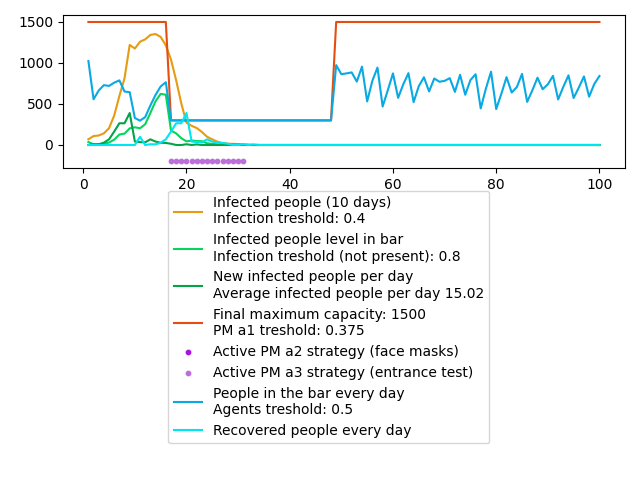 1500
1000
500
0
0
20
40
60
80
100
Infected people (10 days)
Infection treshold: 0.4
Infected people level in bar
Infection treshold (not present): 0.8
New infected people per day
Average infected people per day 15.02
Final maximum capacity: 1500
PM a1 treshold: 0.375
Active PM a2 strategy (face masks)
Active PM a3 strategy (entrance test)
People in the bar every day
Agents treshold: 0.5
Recovered people every day